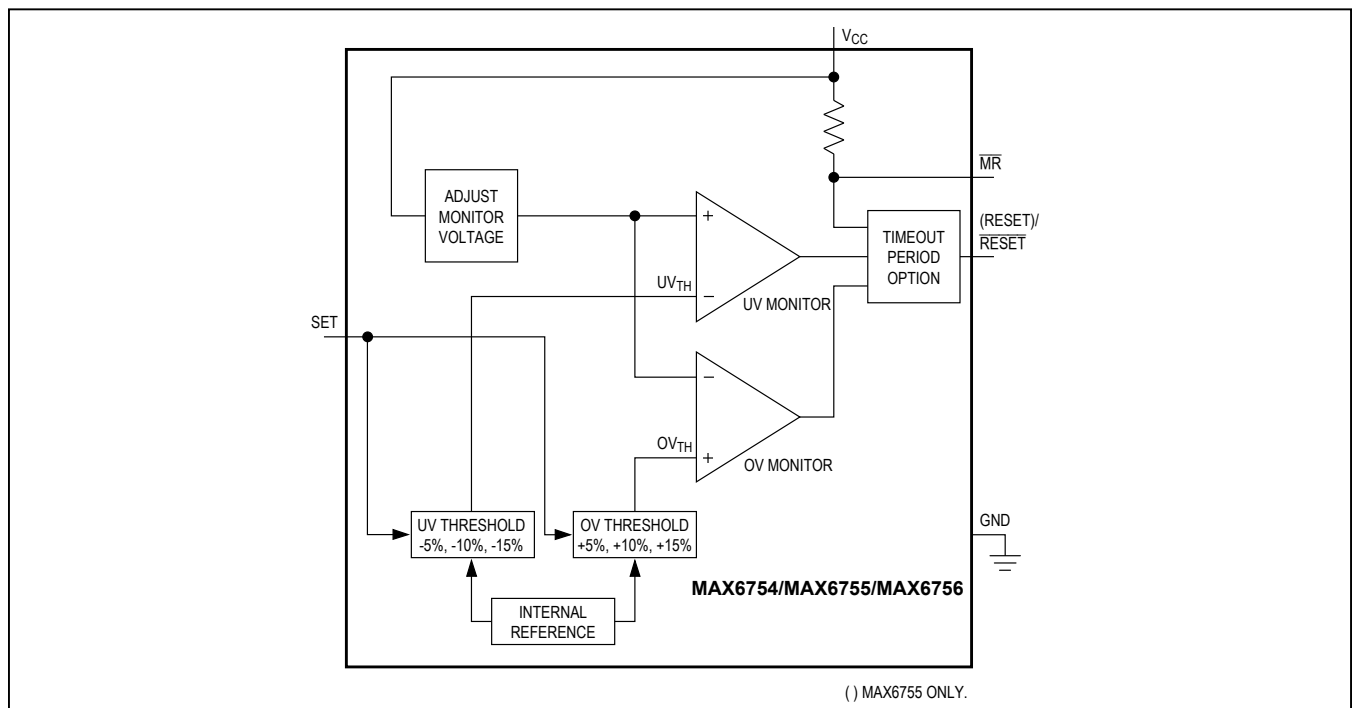 VCC
MR
ADJUST
MONITOR
VOLTAGE
+
(RESET)/
RESET
TIMEOUT
PERIOD
OPTION
UVTH
−
UV MONITOR
SET
−
OVTH
+
OV MONITOR
UV THRESHOLD
-5%, -10%, -15%
OV THRESHOLD
+5%, +10%, +15%
GND
MAX6754/MAX6755/MAX6756
INTERNAL
REFERENCE
( ) MAX6755 ONLY.